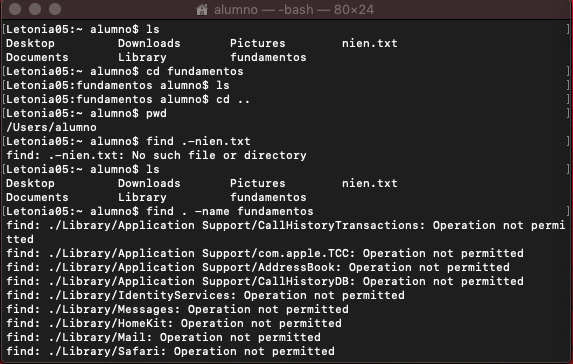 alumno — -bash — 80×24
[Letonia05:~ alumno$ ls ]
Desktop Downloads Pictures nien.txt
Documents Library fundamentos
[Letonia05:~ alumno$ cd fundamentos ]
[Letonia05:fundamentos alumno$ ls ]
[Letonia05:fundamentos alumno$ cd .. ]
[Letonia05:~ alumno$ pwd ]
/Users/alumno
[Letonia05:~ alumno$ find .-nien.txt ]
find: .-nien.txt: No such file or directory
[Letonia05:~ alumno$ ls ]
Desktop Downloads Pictures nien.txt
Documents Library fundamentos
[Letonia05:~ alumno$ find . -name fundamentos ]
find: ./Library/Application Support/CallHistoryTransactions: Operation not permi
tted
find: ./Library/Application Support/com.apple.TCC: Operation not permitted
find: ./Library/Application Support/AddressBook: Operation not permitted
find: ./Library/Application Support/CallHistoryDB: Operation not permitted
find: ./Library/IdentityServices: Operation not permitted
find: ./Library/Messages: Operation not permitted
find: ./Library/HomeKit: Operation not permitted
find: ./Library/Mail: Operation not permitted
find: ./Library/Safari: Operation not permitted